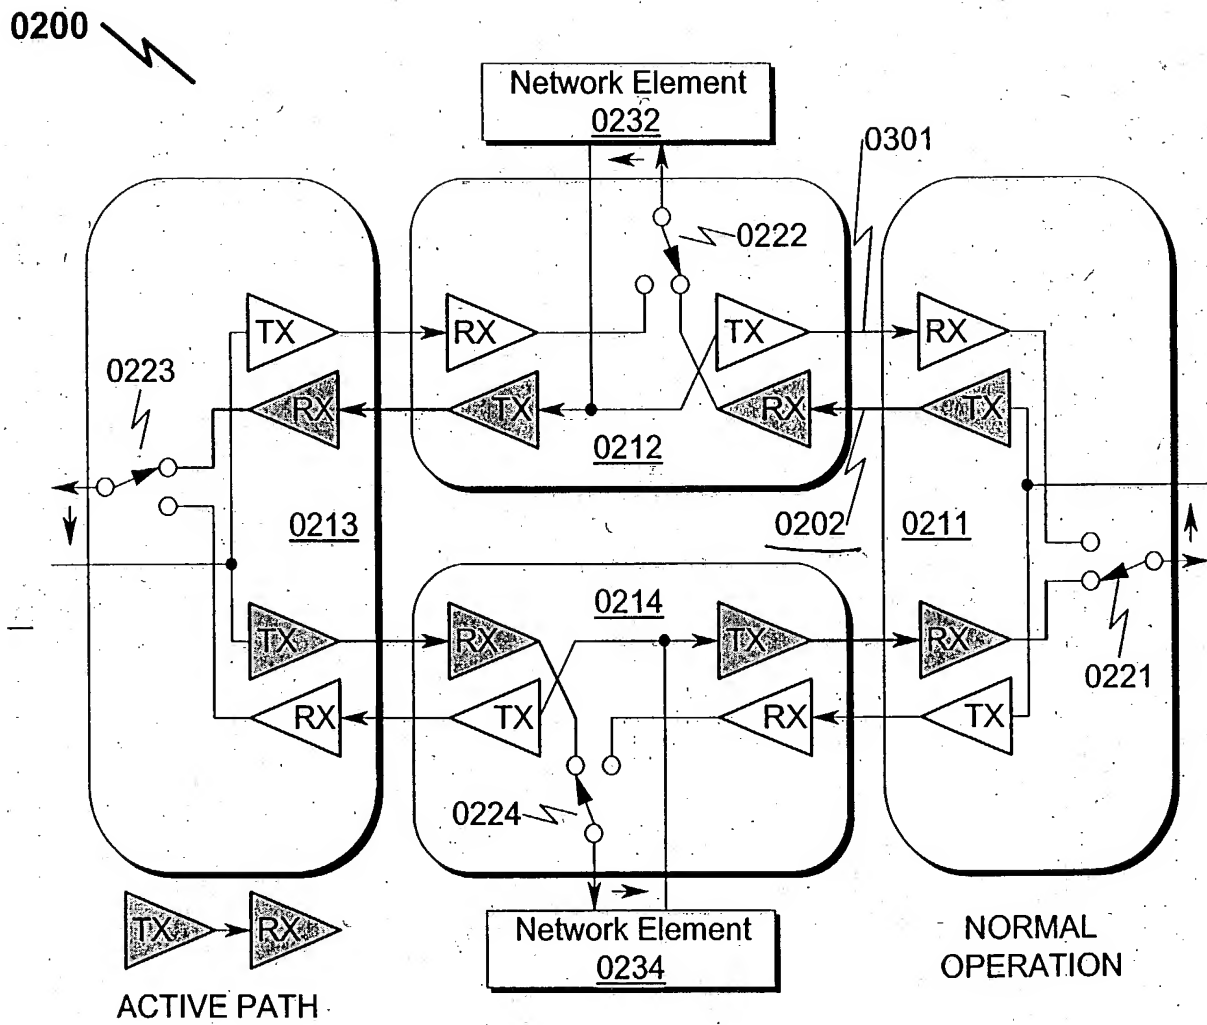 0200
Network Element
0232
0301
0222
TX
RX
TX
RX
0223
RX
TX
RX
TX
0212
0213
0202
0211
0214
TX
RX
TX
RX
0221
RX
TX
RX
TX
0224
TX
RX
Network Element
0234
NORMAL
OPERATION
ACTIVE PATH